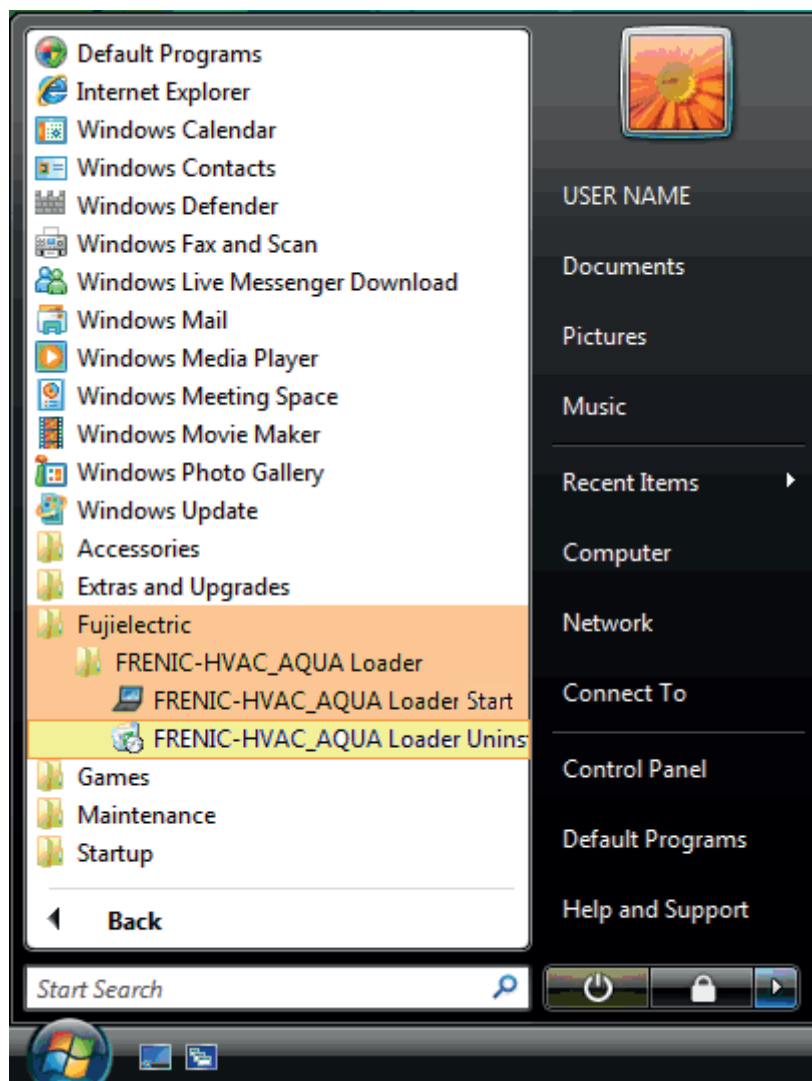 Default Programs
Internet Explorer
Windows Calendar
Windows Contacts
Windows Defender
Windows Fax and Scan
Windows Live Messenger Download
Windows Mail
Windows Media Player
Windows Meeting Space
Windows Movie Maker
Windows Photo Gallery
Windows Update
Accessories
Extras and Upgrades
Fujielectric
FRENIC-HVAC_AQUA Loader
FRENIC-HVAC_AQUA Loader Start
FRENIC-HVAC_AQUA Loader Unins
Games
Maintenance
Startup
Back
Start Search
USER NAME
Documents
Pictures
Music
Recent Items
Computer
Network
Connect To
Control Panel
Default Programs
Help and Support